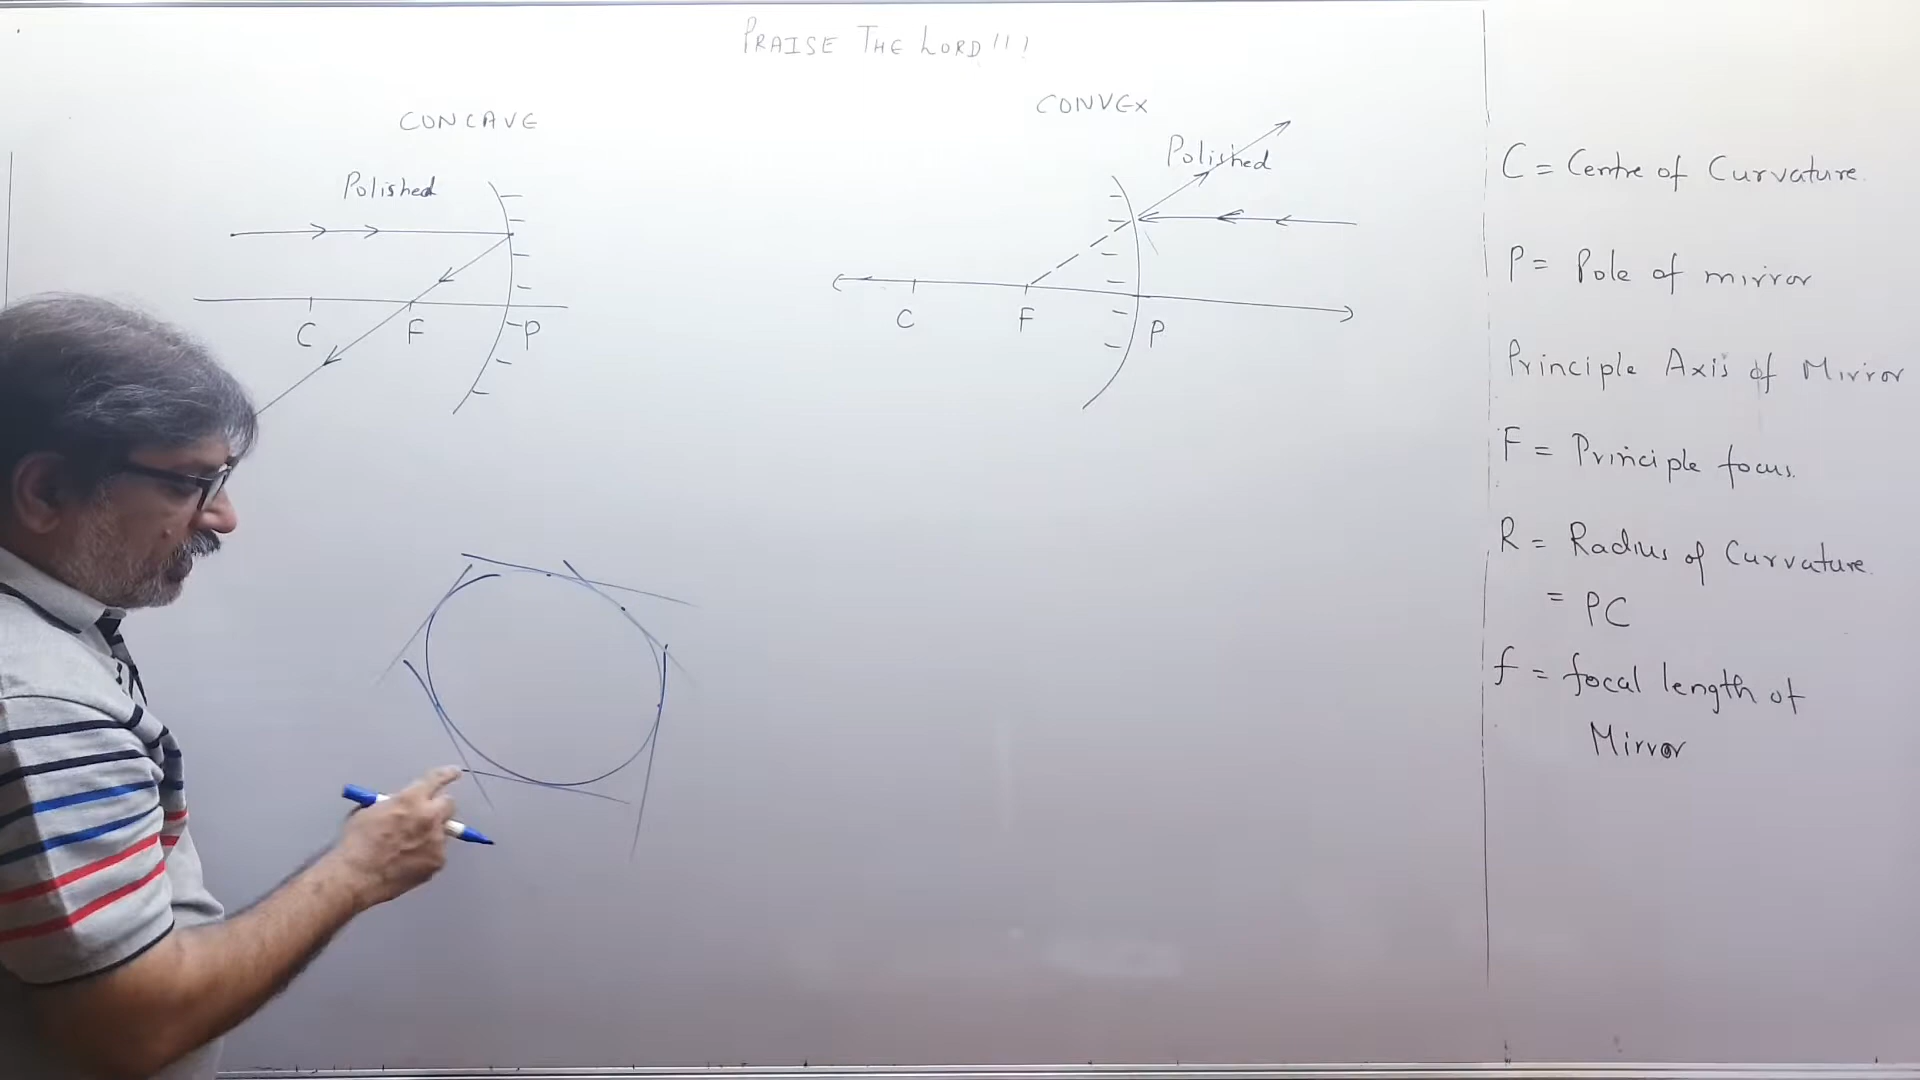 PRAISE THE LORD!!!
CONCAVE
Polished
C
F
P
CONVEX
Polished
C
F
P
C = Centre of Curvature.
P = Pole of mirror
Principle Axis of Mirror
F = Principle focus.
R = Radius of Curvature.
= PC
f = focal length of
Mirror